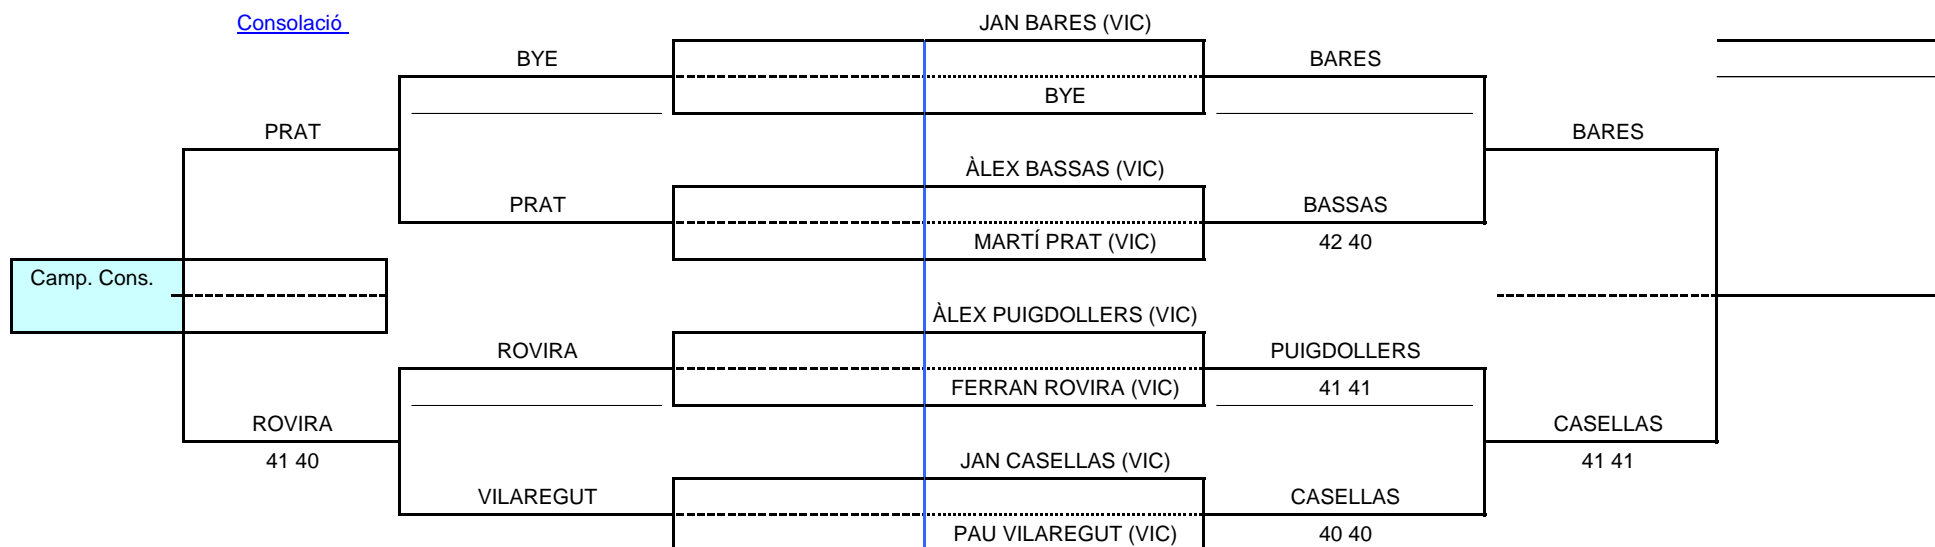 Consolació
JAN BARES (VIC)
BYE
BARES
BYE
PRAT
BARES
ÀLEX BASSAS (VIC)
PRAT
BASSAS
MARTÍ PRAT (VIC)
42 40
Camp. Cons.
ÀLEX PUIGDOLLERS (VIC)
ROVIRA
PUIGDOLLERS
FERRAN ROVIRA (VIC)
41 41
ROVIRA
CASELLAS
41 40
JAN CASELLAS (VIC)
41 41
VILAREGUT
CASELLAS
PAU VILAREGUT (VIC)
40 40